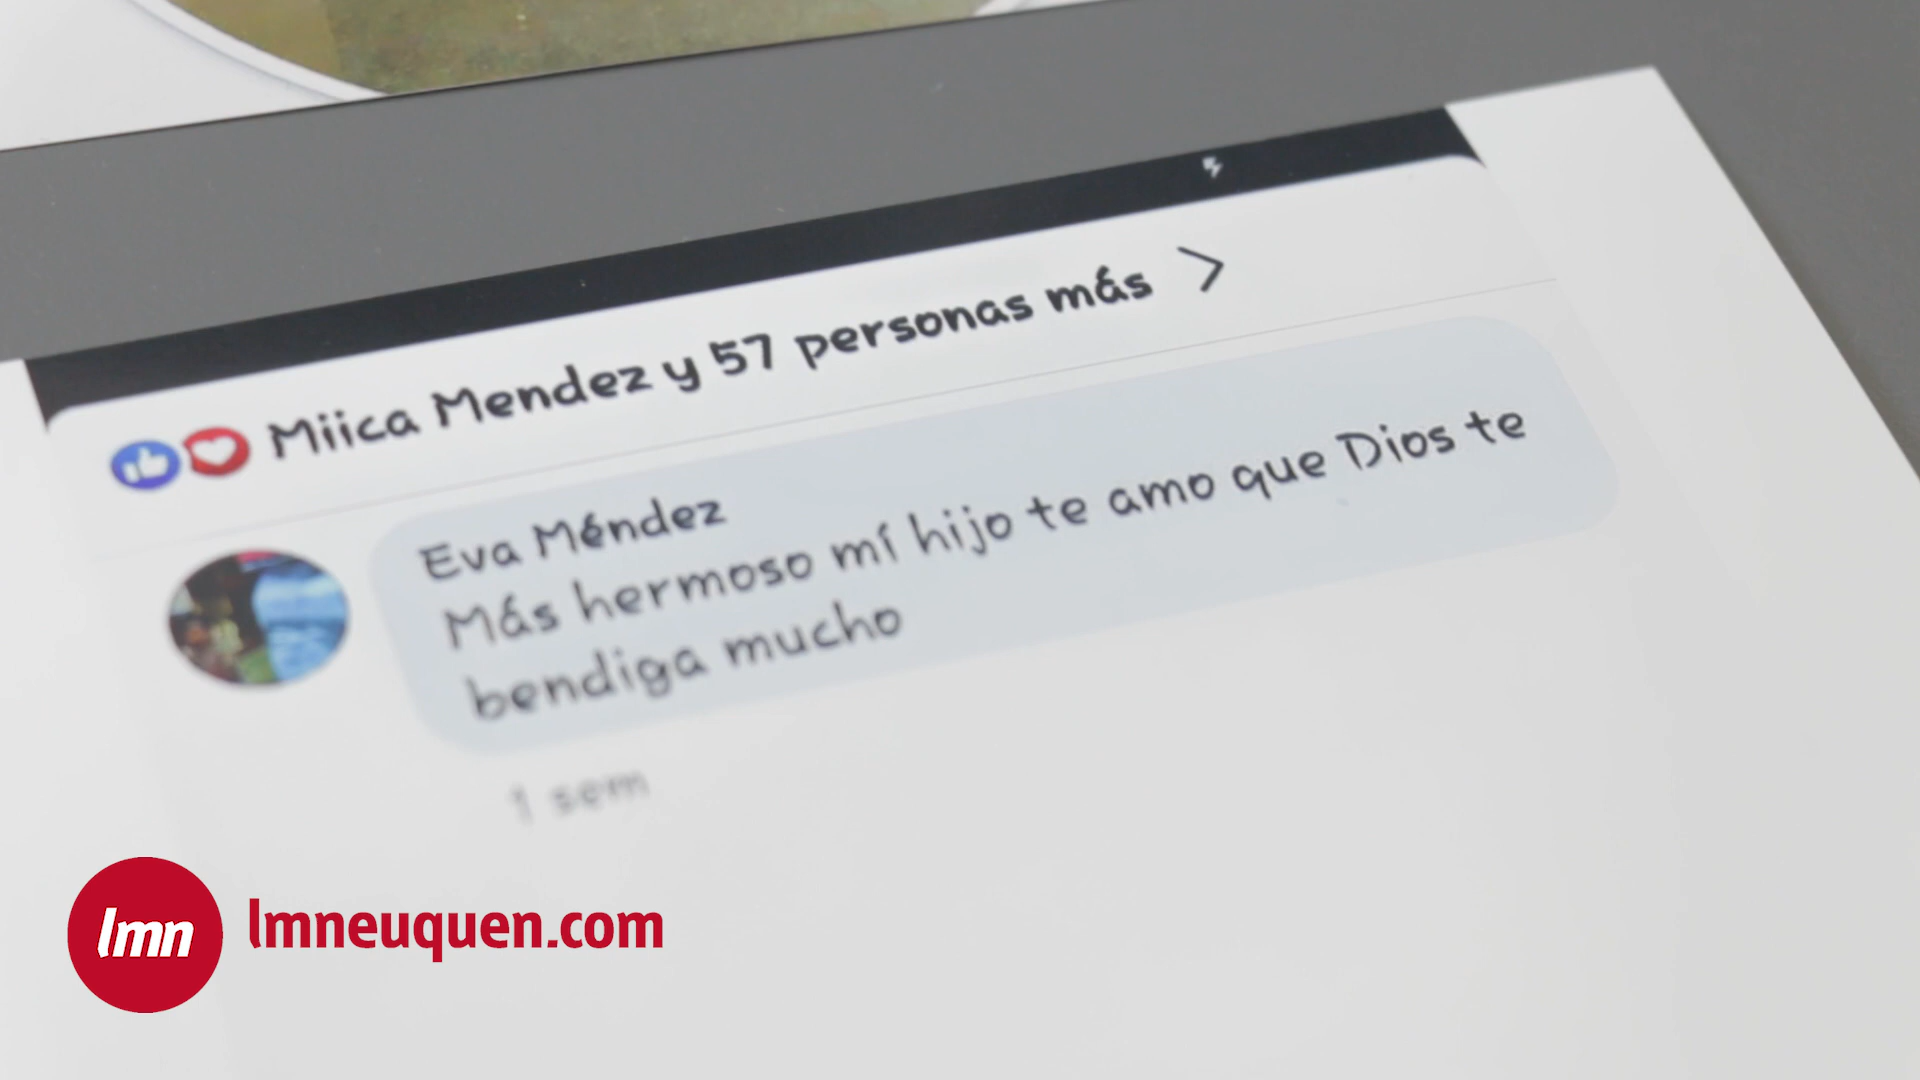 Miica Mendez y 57 personas más >
Eva Méndez
Más hermoso mí hijo te amo que Dios te
bendiga mucho
1 sem
lmn lmneuquen.com